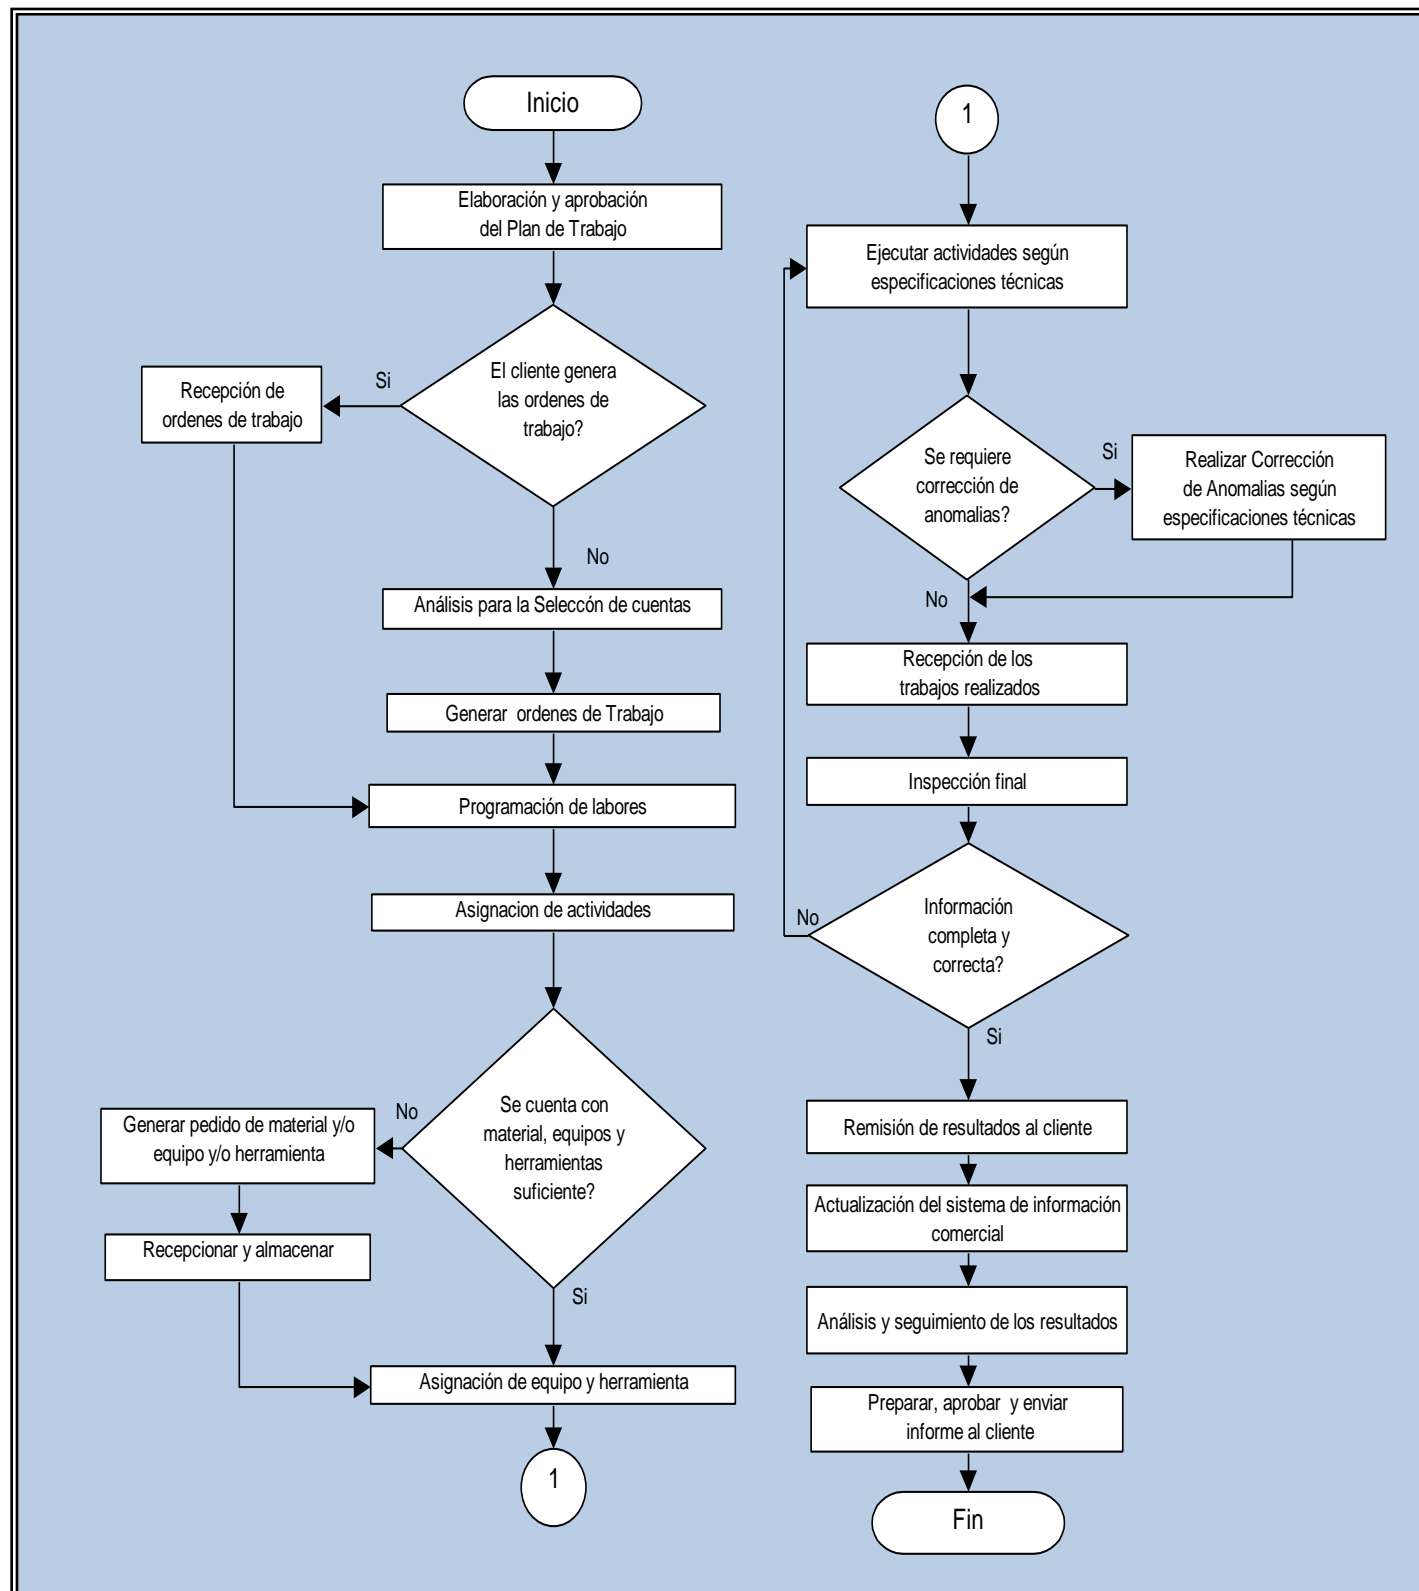 Inicio
Elaboración y aprobación
del Plan de Trabajo
El cliente genera
las ordenes de
trabajo?
Si
Recepción de
ordenes de trabajo
No
Análisis para la Seleccón de cuentas
Generar ordenes de Trabajo
Programación de labores
Asignacion de actividades
Se cuenta con
material, equipos y
herramientas
suficiente?
No
Generar pedido de material y/o
equipo y/o herramienta
Recepcionar y almacenar
Si
Asignación de equipo y herramienta
1
1
Ejecutar actividades según
especificaciones técnicas
Se requiere
corrección de
anomalias?
Si
Realizar Corrección
de Anomalias según
especificaciones técnicas
No
Recepción de los
trabajos realizados
Inspección final
Información
completa y
correcta?
No
Si
Remisión de resultados al cliente
Actualización del sistema de información
comercial
Análisis y seguimiento de los resultados
Preparar, aprobar y enviar
informe al cliente
Fin